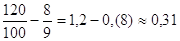 120/100 − 8/9 = 1,2 − 0,(8) ≈ 0,31